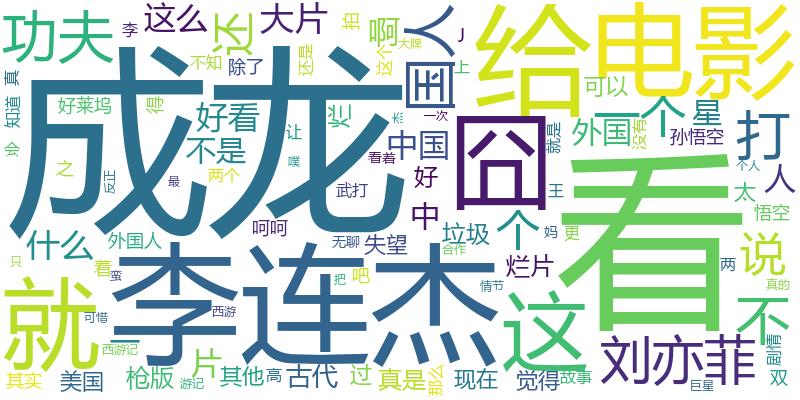 功夫
李
这么
还
大片
拍
啊
国人
J
上
给
电影
不知
除了
还是
这个
大牌
真
知道
好莱坞
得
好看
烂
杰
一次
成龙
中国
囧
可以
一个
星
外国
没有
孙悟空
打
人
会
之
反正
不是
让
噗
看着
就是
个人
最
两个
武打
好
中
王
看
太
悟空
什么
外国人
呵呵
无聊
失望
垃圾
个
妈
更
说
只
着
蛮
李连杰
合作
烂片
两
真的
就
可惜
一
西游
把
吧
情节
这
不
西游记
片
刘亦菲
剧情
其实
美国
枪版
游记
其他
高
古代
过
真是
那么
现在
觉得
故事
巨星
双